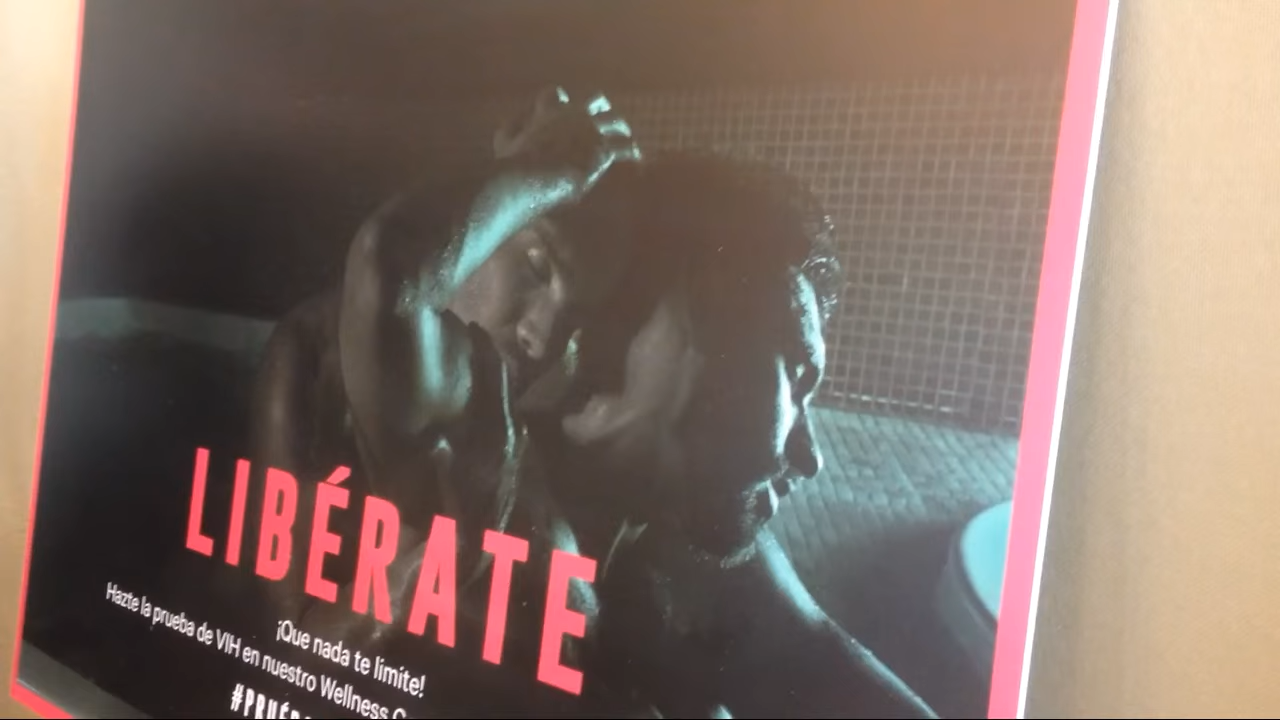 LIBÉRATE
¡Que nada te limite!
Hazte la prueba de VIH en nuestro Wellness